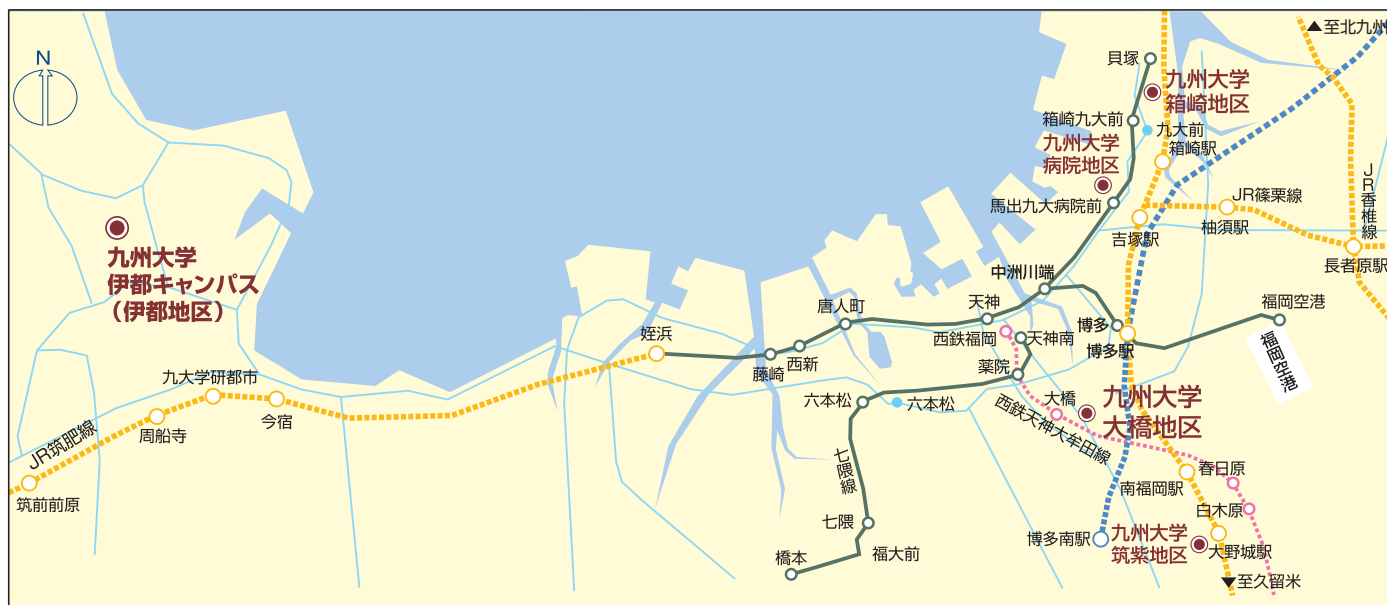 N
▲至北九州
貝塚
九州大学
箱崎地区
箱崎九大前
九大前
九州大学
病院地区
箱崎駅
JR篠栗線
JR香椎線
馬出九大病院前
吉塚駅
柚須駅
長者原駅
九州大学
伊都キャンパス
(伊都地区)
中洲川端
福岡空港
唐人町
天神
博多
姪浜
西鉄福岡
天神南
博多駅
福岡空港
藤崎
西新
薬院
九大学研都市
六本松
六本松
大橋
九州大学
大橋地区
周船寺
今宿
西鉄天神大牟田線
JR筑肥線
七隈線
春日原
南福岡駅
筑前前原
白木原
七隈
博多南駅
九州大学
筑紫地区
大野城駅
橋本
福大前
▼至久留米